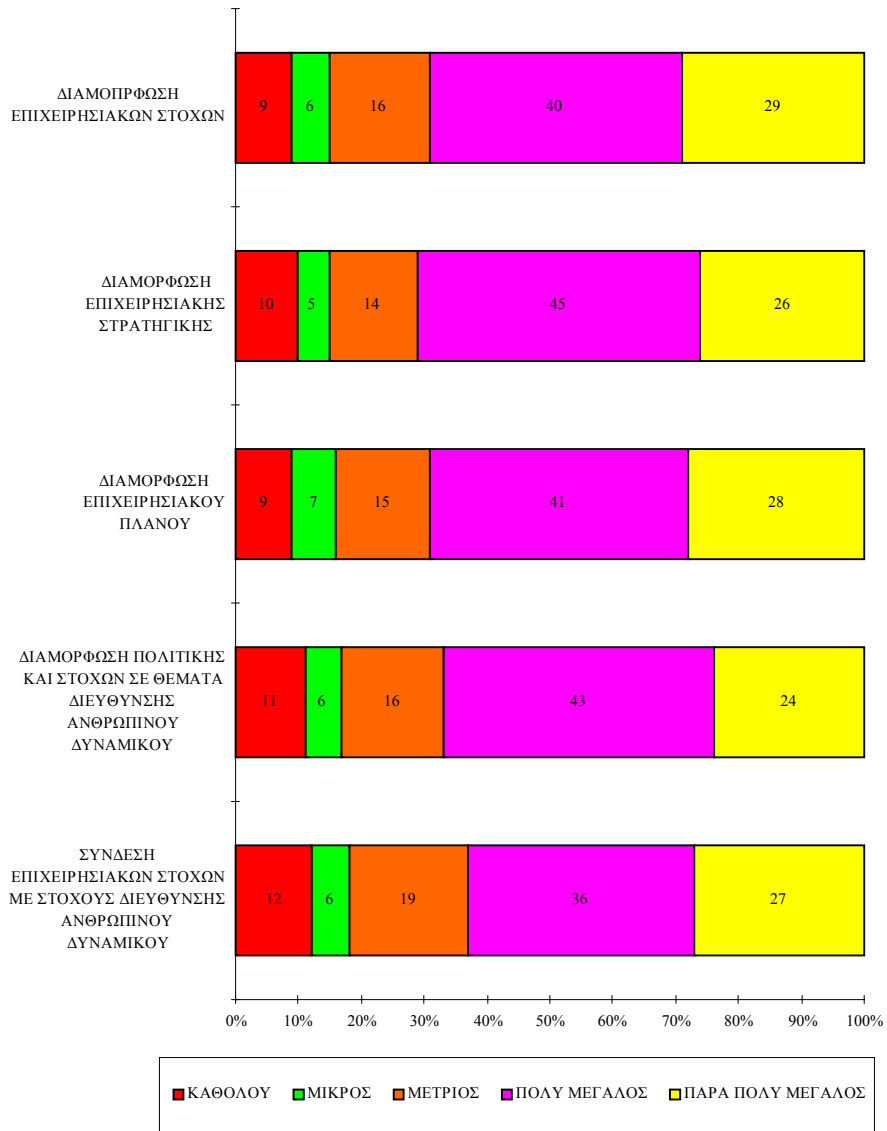 ΔΙΑΜΟΠΡΦΩΣΗ
ΕΠΙΧΕΙΡΗΣΙΑΚΩΝ ΣΤΟΧΩΝ
9 6 16 40 29
ΔΙΑΜΟΡΦΩΣΗ
ΕΠΙΧΕΙΡΗΣΙΑΚΗΣ
ΣΤΡΑΤΗΓΙΚΗΣ
10 5 14 45 26
ΔΙΑΜΟΡΦΩΣΗ
ΕΠΙΧΕΙΡΗΣΙΑΚΟΥ
ΠΛΑΝΟΥ
9 7 15 41 28
ΔΙΑΜΟΡΦΩΣΗ ΠΟΛΙΤΙΚΗΣ
ΚΑΙ ΣΤΟΧΩΝ ΣΕ ΘΕΜΑΤΑ
ΔΙΕΥΘΥΝΣΗΣ
ΑΝΘΡΩΠΙΝΟΥ
ΔΥΝΑΜΙΚΟΥ
11 6 16 43 24
ΣΥΝΔΕΣΗ
ΕΠΙΧΕΙΡΗΣΙΑΚΩΝ ΣΤΟΧΩΝ
ΜΕ ΣΤΟΧΟΥΣ ΔΙΕΥΘΥΝΣΗΣ
ΑΝΘΡΩΠΙΝΟΥ
ΔΥΝΑΜΙΚΟΥ
12 6 19 36 27
0% 10% 20% 30% 40% 50% 60% 70% 80% 90% 100%
ΚΑΘΟΛΟΥ ΜΙΚΡΟΣ ΜΕΤΡΙΟΣ ΠΟΛΥ ΜΕΓΑΛΟΣ ΠΑΡΑ ΠΟΛΥ ΜΕΓΑΛΟΣ